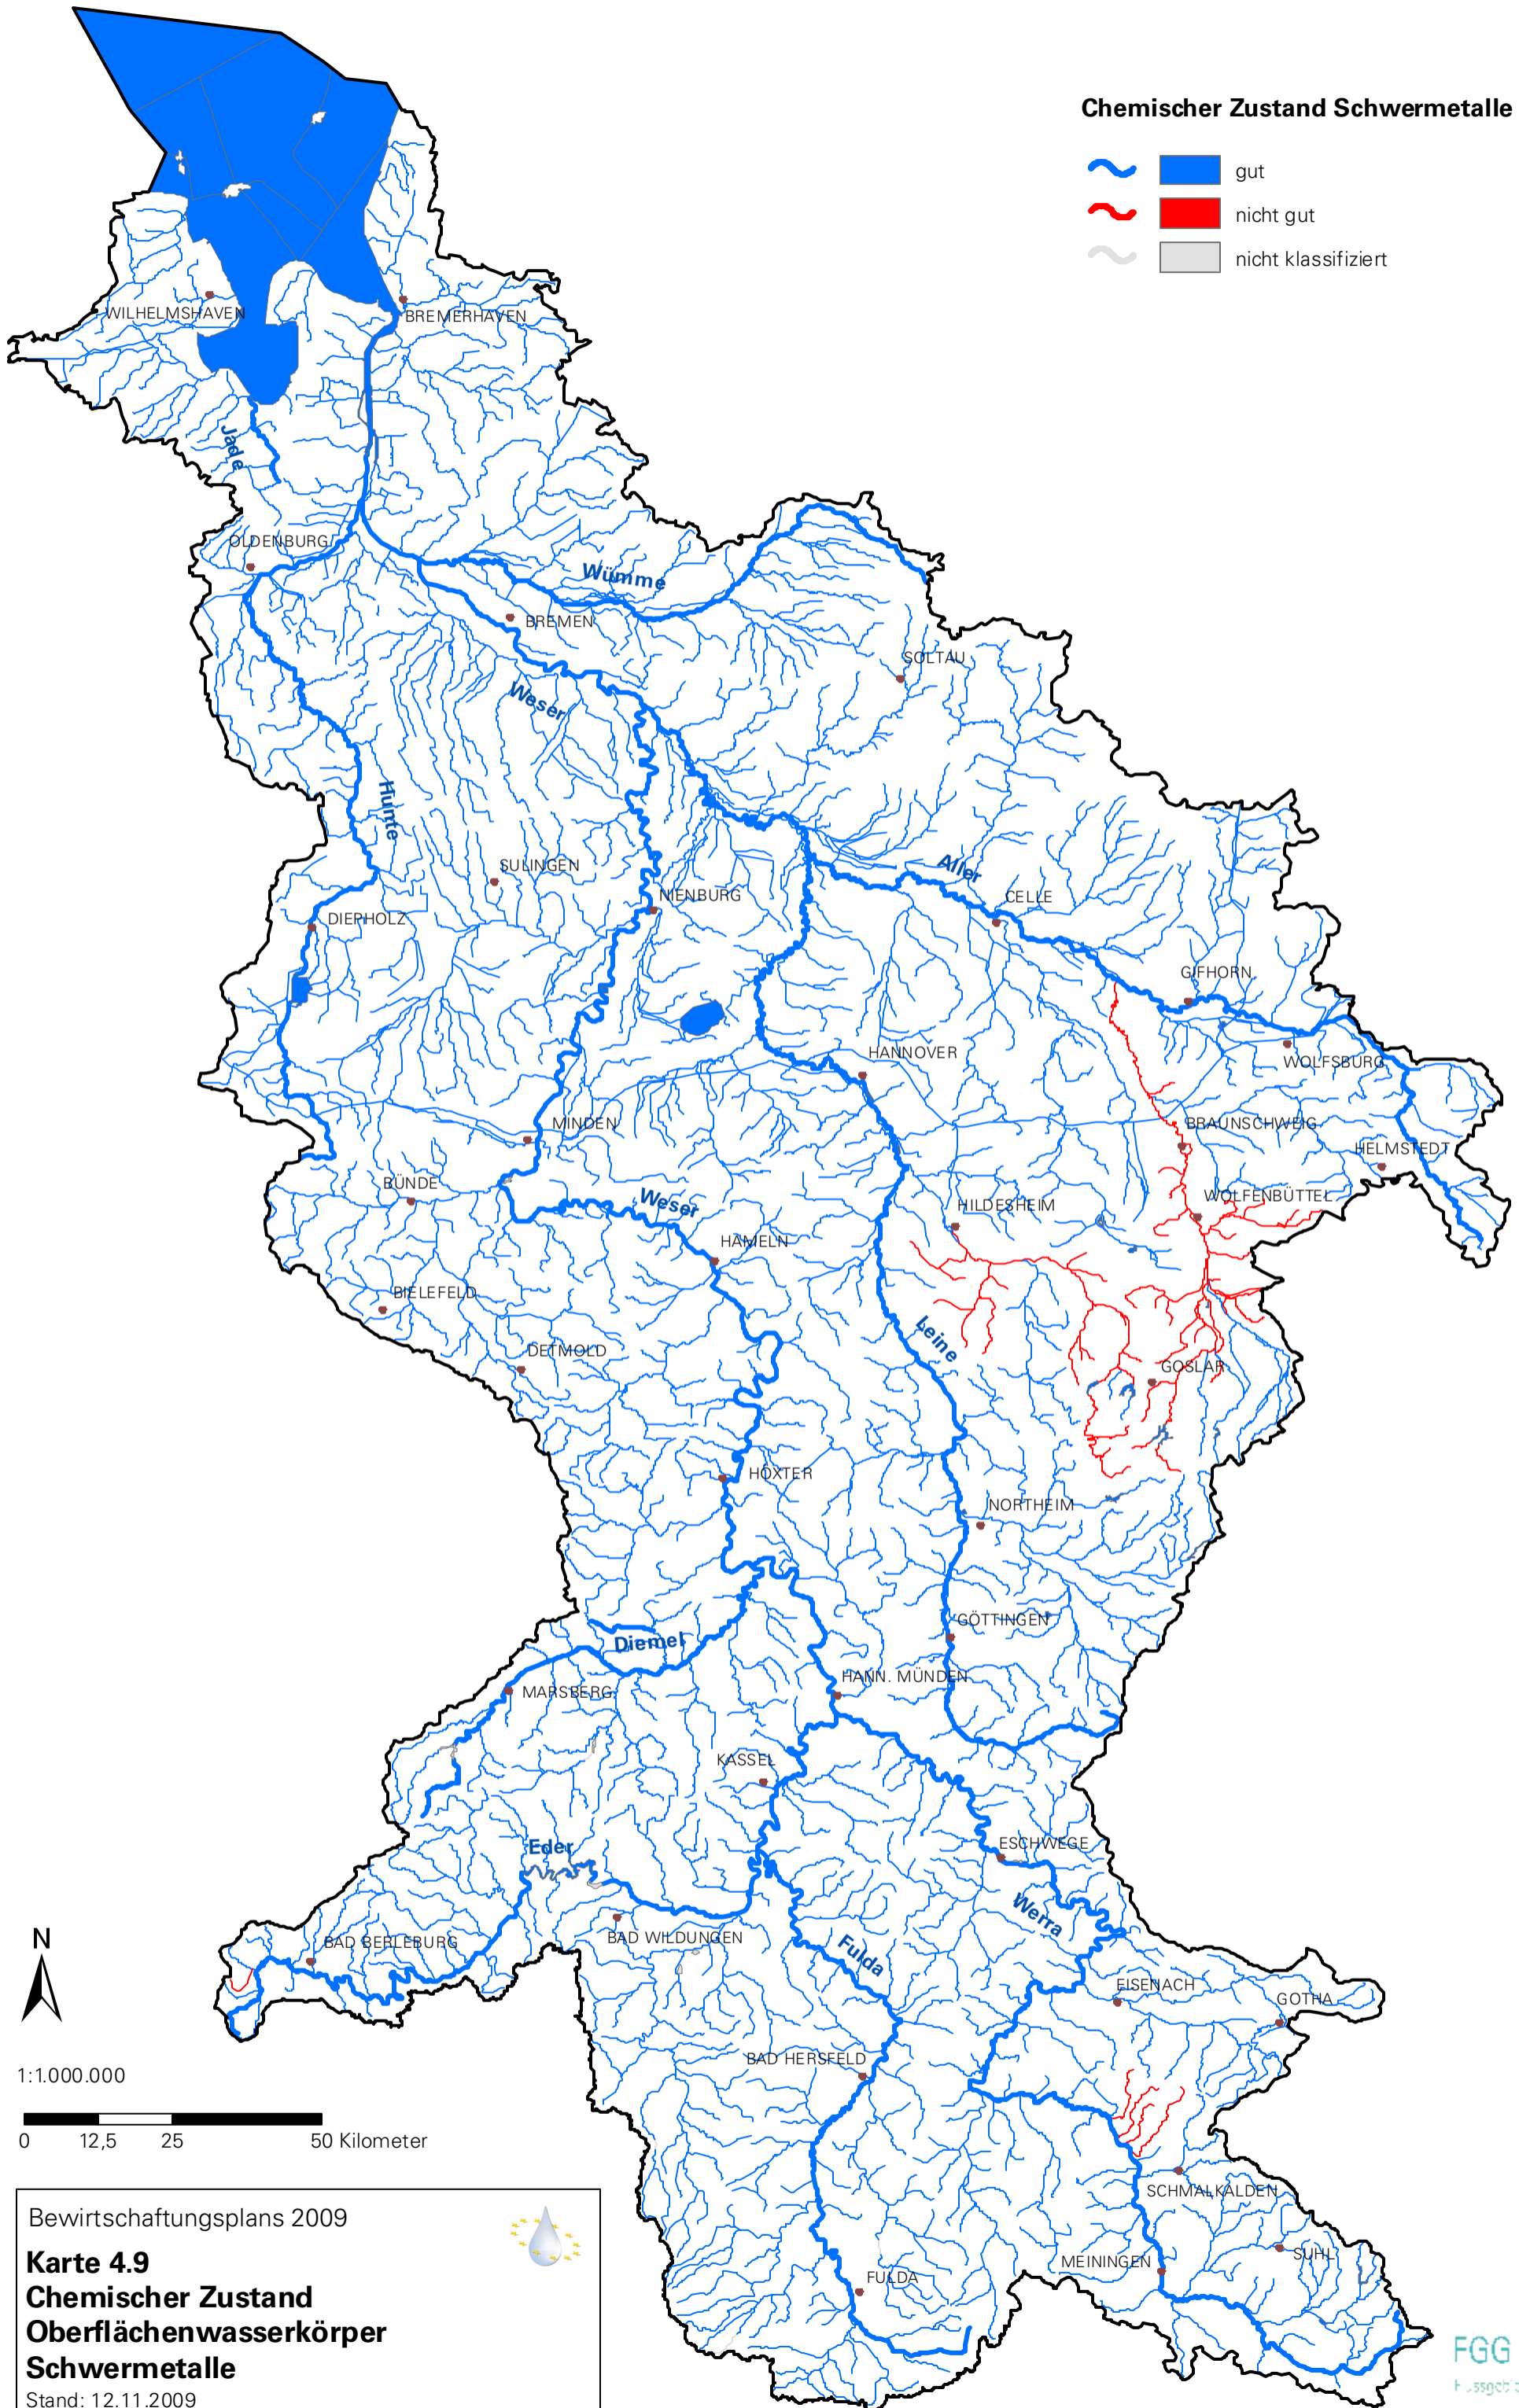 Chemischer Zustand Schwermetalle
gut
nicht gut
nicht klassifiziert
WILHELMSHAVEN
BREMERHAVEN
Jade
OLDENBURG
Wümme
BREMEN
SOLTAU
Weser
Hunte
SULINGEN
Aller
NIENBURG
CELLE
DIEPHOLZ
GIFHORN
HANNOVER
WOLFSBURG
MINDEN
BRAUNSCHWEIG
HELMSTEDT
BÜNDE
Weser
WOLFENBÜTTEL
HILDESHEIM
HAMELN
BIELEFELD
Leine
DETMOLD
GOSLAR
HÖXTER
NORTHEIM
GÖTTINGEN
Diemel
HANN. MÜNDEN
MARSBERG
KASSEL
ESCHWEGE
Eder
Werra
BAD WILDUNGEN
BAD BERLEBURG
Fulda
N
EISENACH
GOTHA
BAD HERSFELD
1:1.000.000
0 12,5 25 50 Kilometer
SCHMALKALDEN
Bewirtschaftungsplans 2009
SUHL
MEININGEN
Karte 4.9
FULDA
Chemischer Zustand
Oberflächenwasserkörper
Schwermetalle
FGG
Stand: 12.11.2009